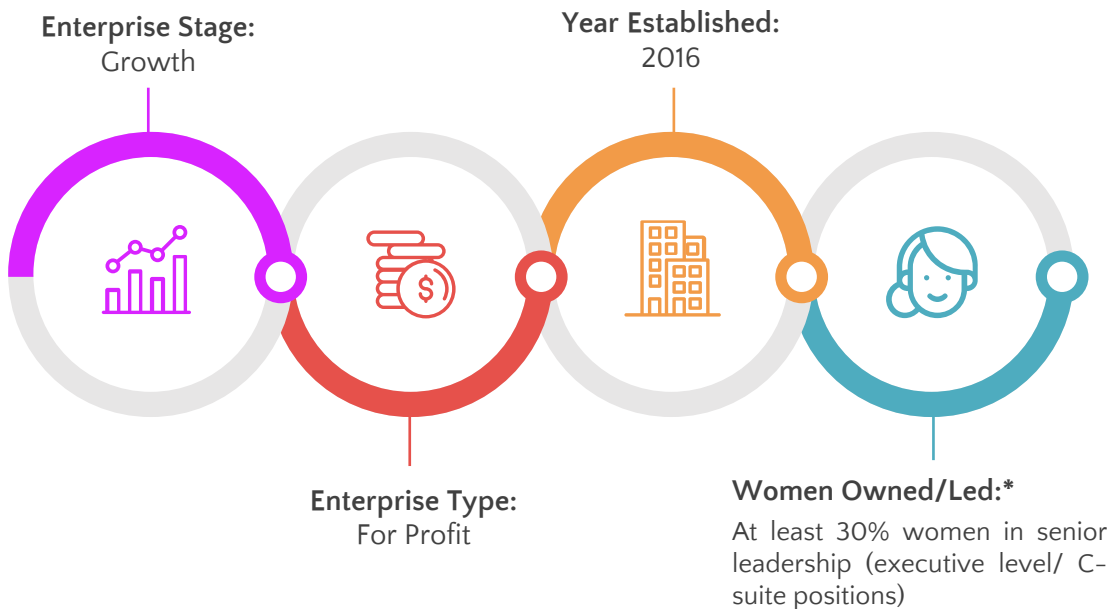 Enterprise Stage:
Growth
Year Established:
2016
$
Enterprise Type:
For Profit
Women Owned/Led:*
At least 30% women in senior
leadership (executive level/ C-
suite positions)